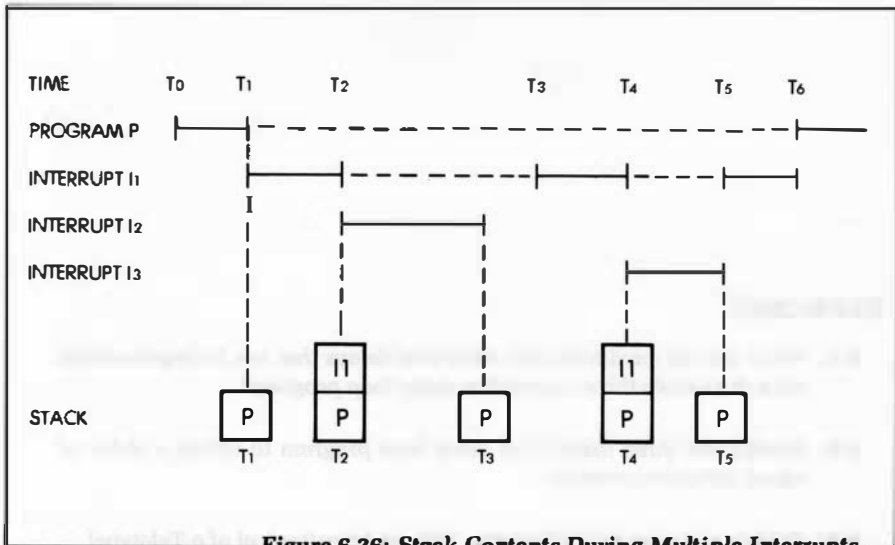 TIME T0 T1 T2 T3 T4 T5 T6
PROGRAM P
INTERRUPT I1
I
INTERRUPT I2
INTERRUPT I3
I1 I1
STACK P P P P P
T1 T2 T3 T4 T5
Figure 6.26: Stack Contents During Multiple Interrupts